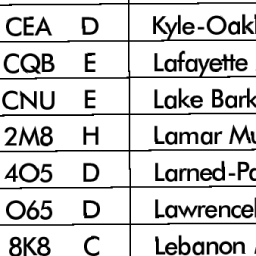 CEA D Kyle-Oakl
CQB E Lafayette
CNU E Lake Bark
2M8 H Lamar Mu
4O5 D Larned-Pa
O65 D Lawrencel
8K8 C Lebanon